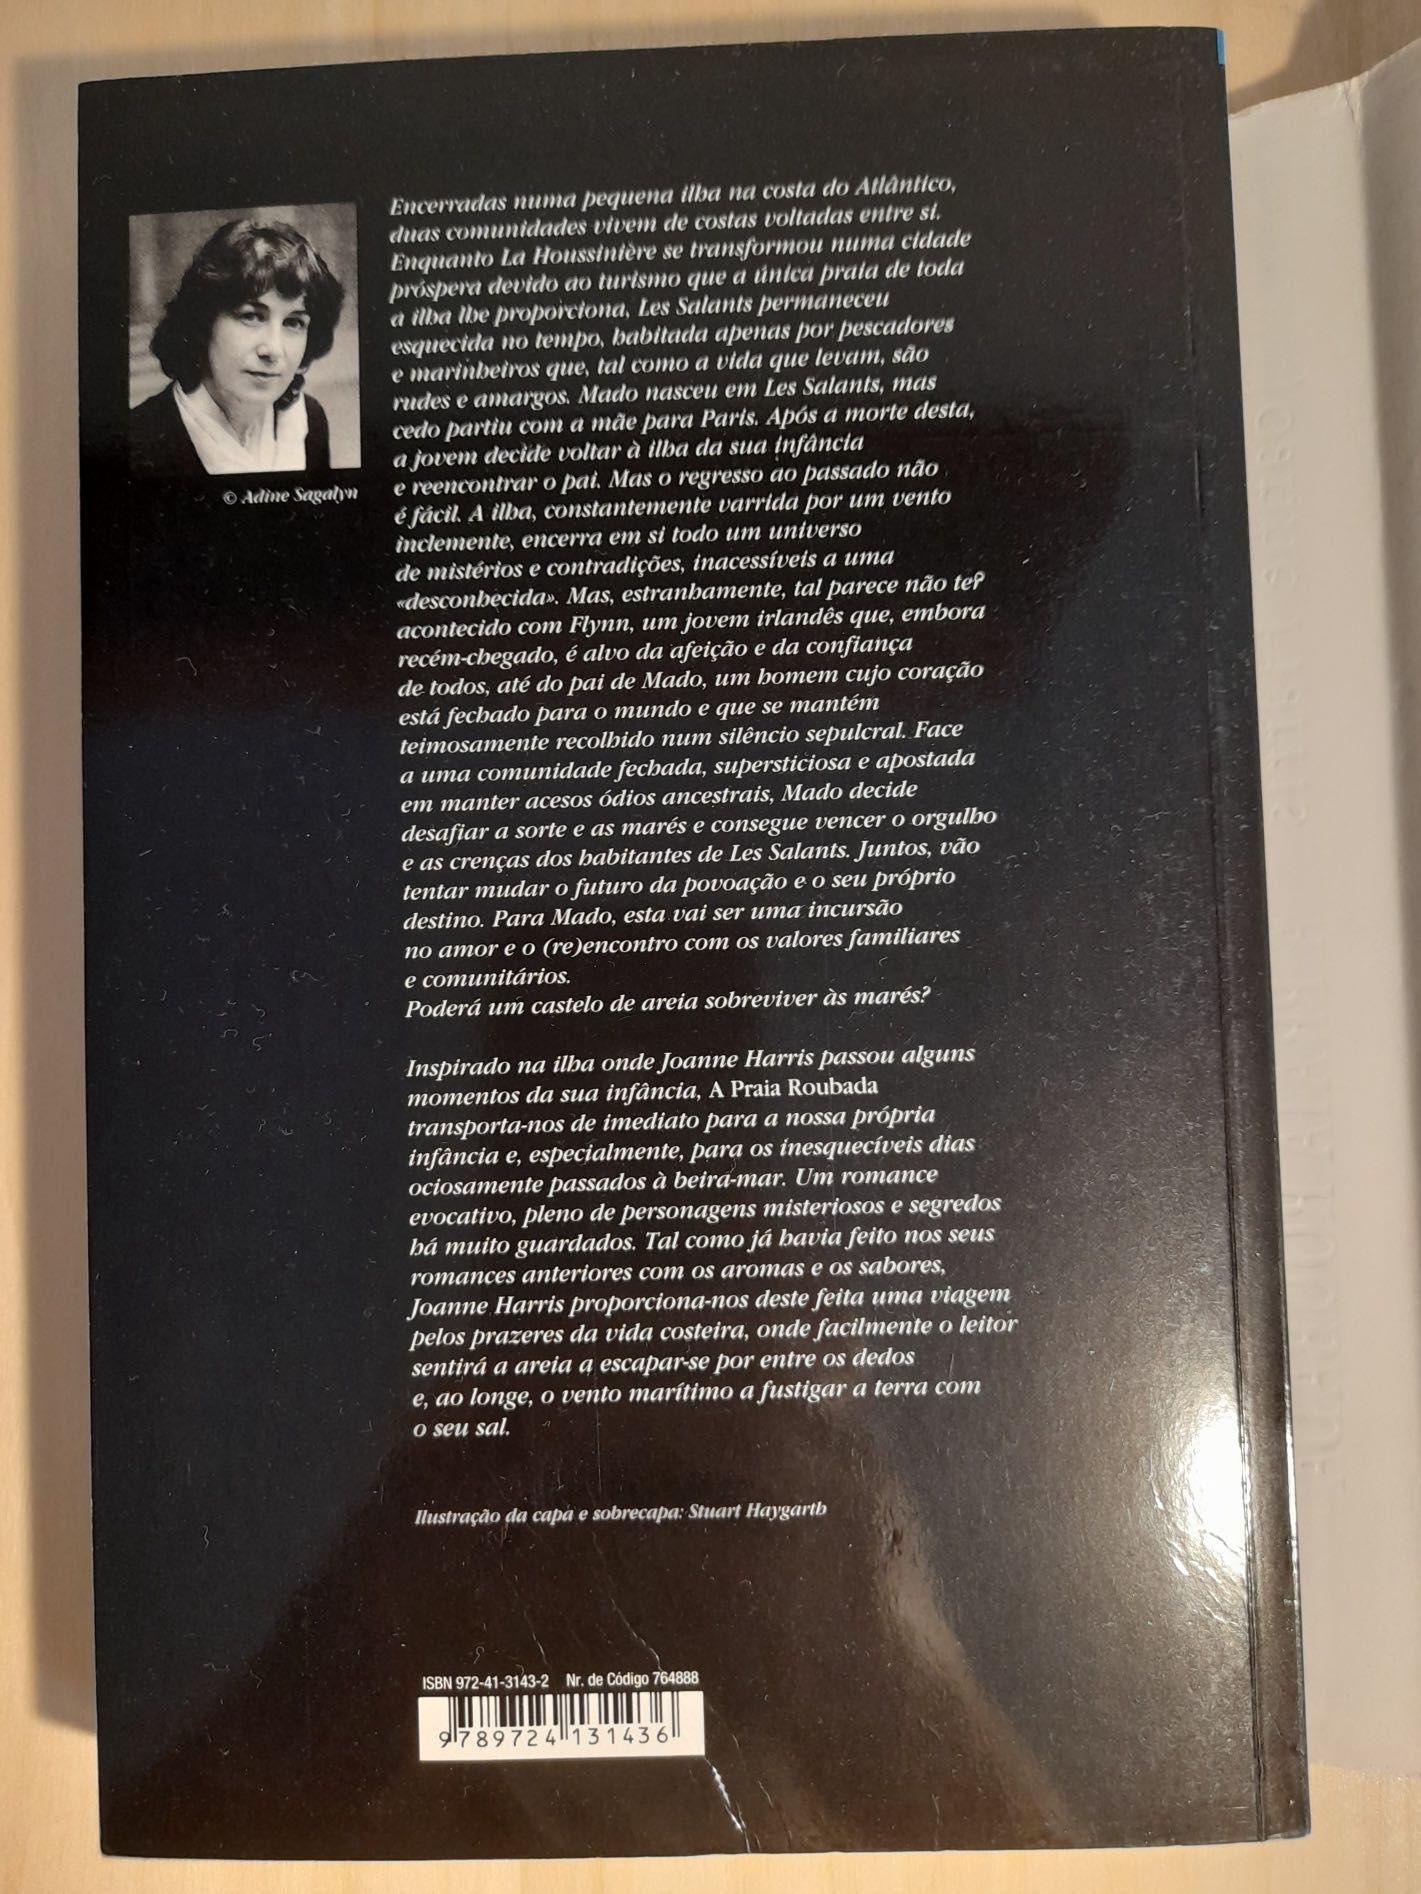 Encerradas numa pequena ilha na costa do Atlântico,
duas comunidades vivem de costas voltadas entre si.
Enquanto La Houssinière se transformou numa cidade
próspera devido ao turismo que a única praia de toda
a ilha lhe proporciona, Les Salants permaneceu
esquecida no tempo, habitada apenas por pescadores
e marinheiros que, tal como a vida que levam, são
rudes e amargos. Mado nasceu em Les Salants, mas
cedo partiu com a mãe para Paris. Após a morte desta,
a jovem decide voltar à ilha da sua infância
e reencontrar o pai. Mas o regresso ao passado não
é fácil. A ilha, constantemente varrida por um vento
inclemente, encerra em si todo um universo
de mistérios e contradições, inacessíveis a uma
«desconhecida». Mas, estranhamente, tal parece não ter
acontecido com Flynn, um jovem irlandês que, embora
recém-chegado, é alvo da afeição e da confiança
de todos, até do pai de Mado, um homem cujo coração
está fechado para o mundo e que se mantém
teimosamente recolhido num silêncio sepulcral. Face
a uma comunidade fechada, supersticiosa e apostada
em manter acesos ódios ancestrais, Mado decide
desafiar a sorte e as marés e consegue vencer o orgulho
e as crenças dos habitantes de Les Salants. Juntos, vão
tentar mudar o futuro da povoação e o seu próprio
destino. Para Mado, esta vai ser uma incursão
no amor e o (re)encontro com os valores familiares
e comunitários.
Poderá um castelo de areia sobreviver às marés?
Inspirado na ilha onde Joanne Harris passou alguns
momentos da sua infância, A Praia Roubada
transporta-nos de imediato para a nossa própria
infância e, especialmente, para os inesquecíveis dias
ociosamente passados à beira-mar. Um romance
evocativo, pleno de personagens misteriosos e segredos
há muito guardados. Tal como já havia feito nos seus
romances anteriores com os aromas e os sabores,
Joanne Harris proporciona-nos deste feita uma viagem
pelos prazeres da vida costeira, onde facilmente o leitor
sentirá a areia a escapar-se por entre os dedos
e, ao longe, o vento marítimo a fustigar a terra com
o seu sal.
© Adine Sagalyn
Ilustração da capa e sobrecapa: Stuart Haygarth
ISBN 972-41-3143-2 Nr. de Código 764888
9789724131436